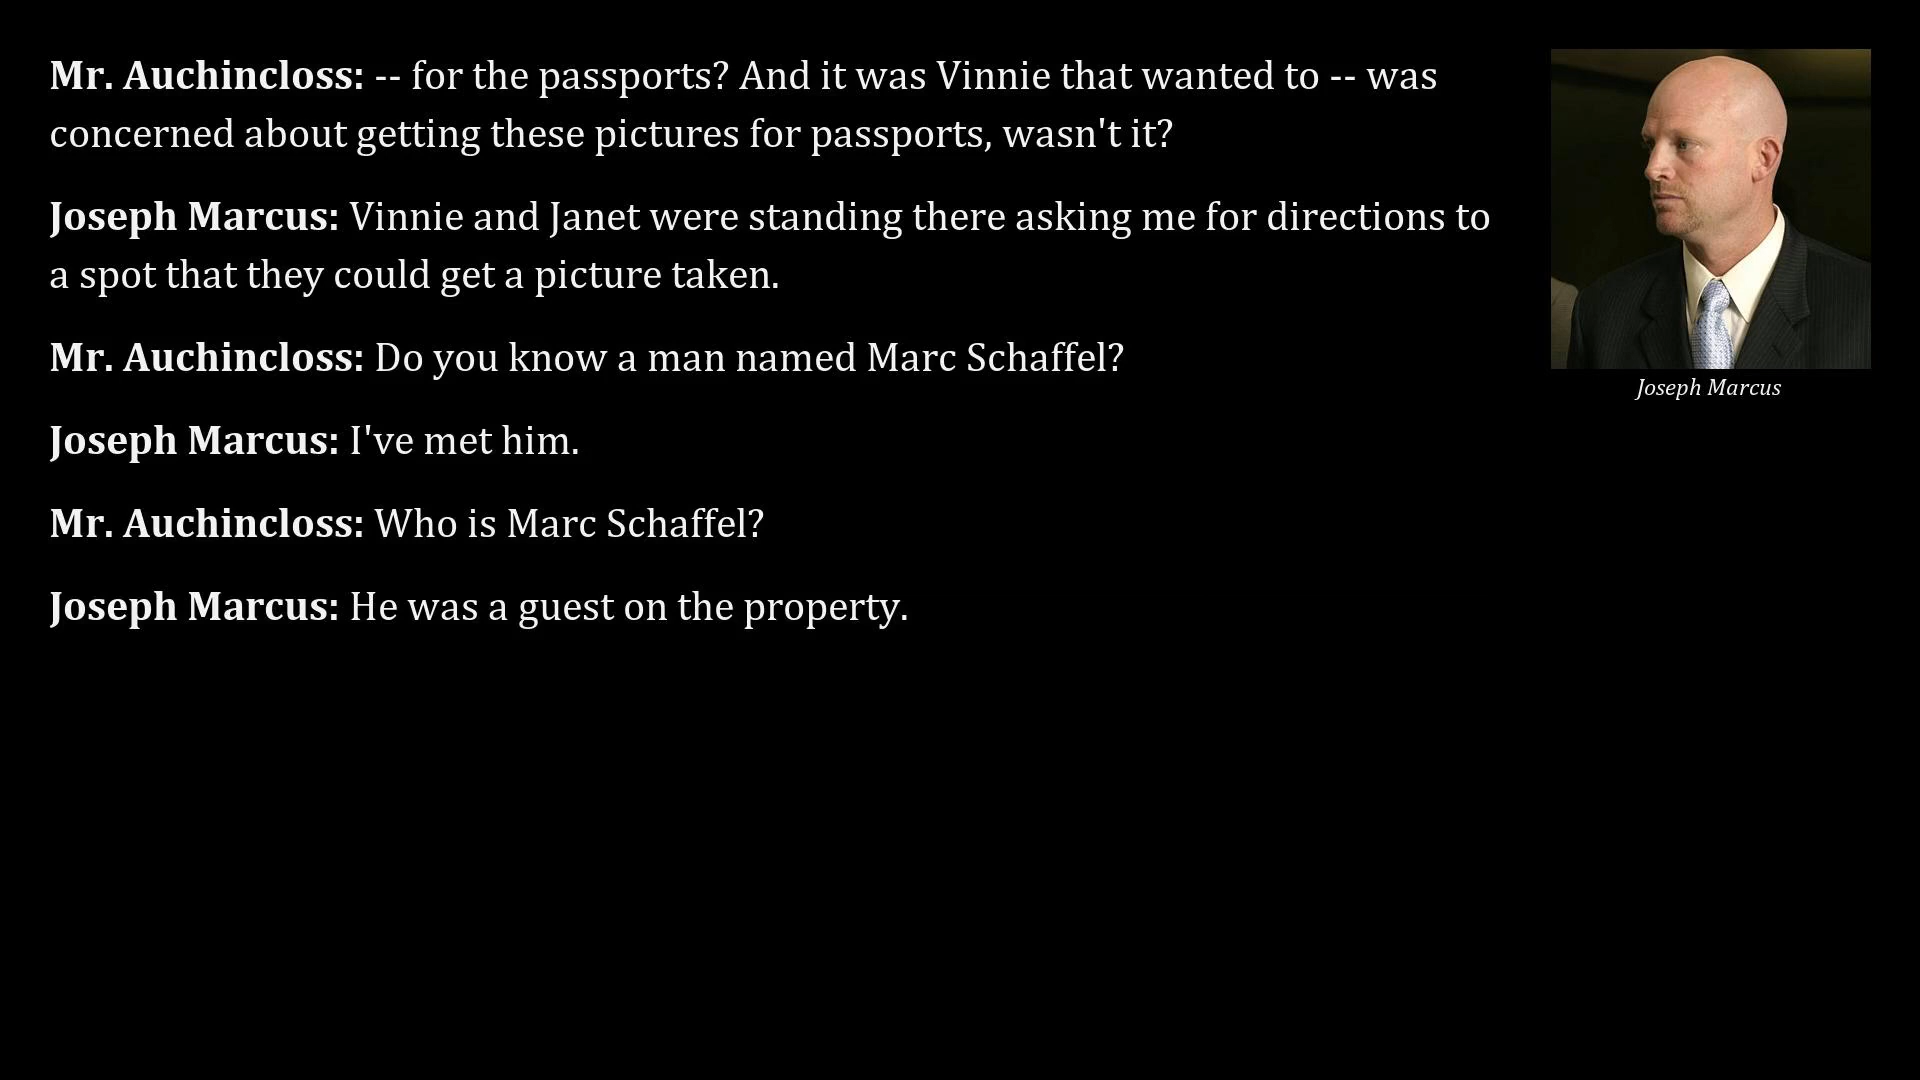 Mr. Auchincloss: -- for the passports? And it was Vinnie that wanted to -- was
concerned about getting these pictures for passports, wasn't it?
Joseph Marcus: Vinnie and Janet were standing there asking me for directions to
a spot that they could get a picture taken.
Mr. Auchincloss: Do you know a man named Marc Schaffel?
Joseph Marcus: I've met him.
Mr. Auchincloss: Who is Marc Schaffel?
Joseph Marcus: He was a guest on the property.
Joseph Marcus